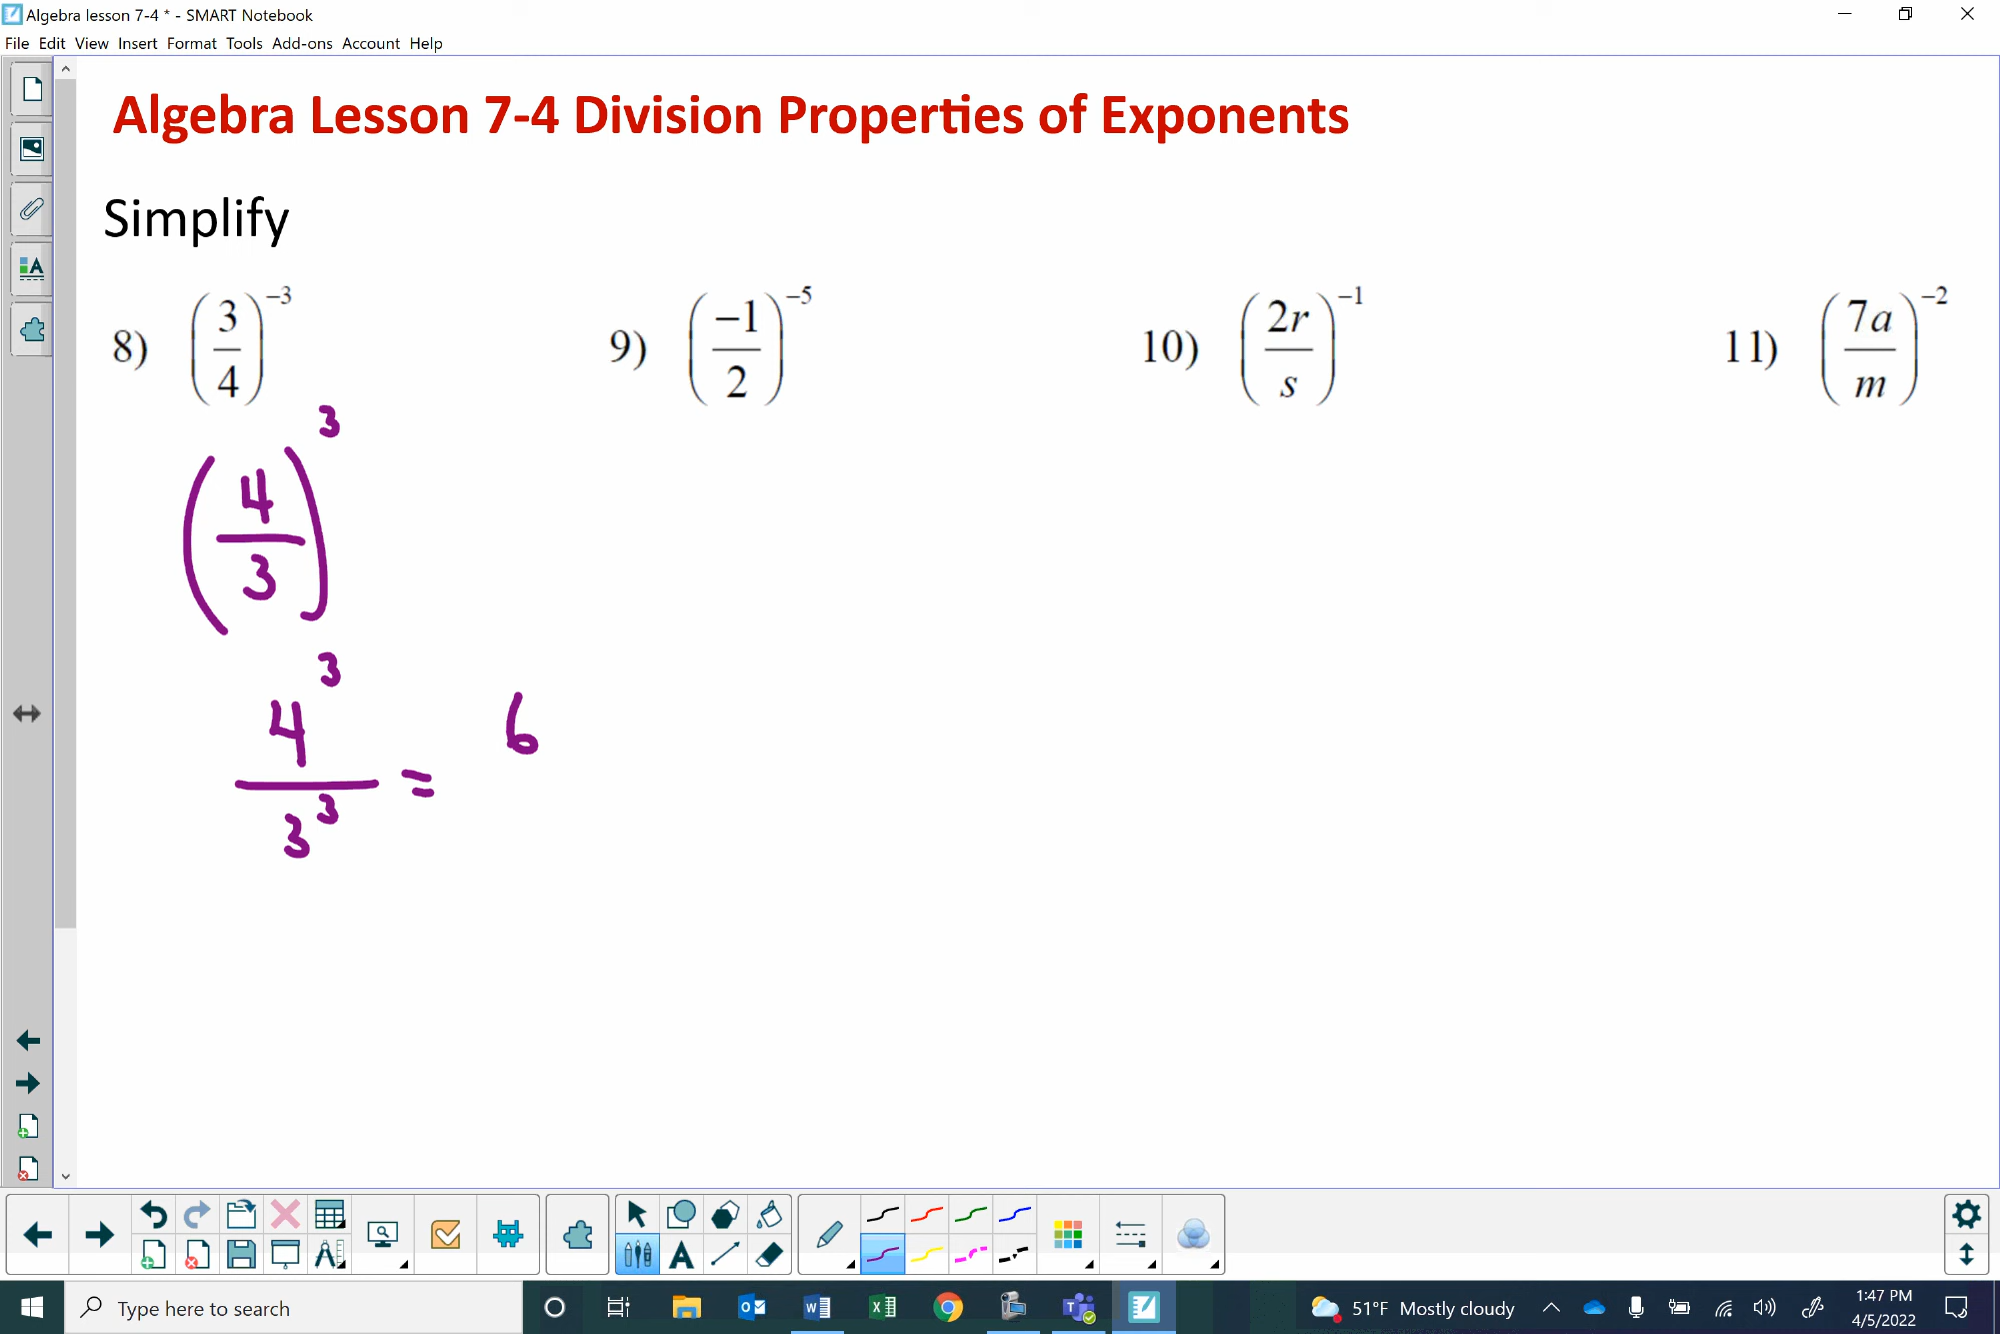 Algebra lesson 7-4 * - SMART Notebook
File Edit View Insert Format Tools Add-ons Account Help
Algebra Lesson 7-4 Division Properties of Exponents
Simplify
8) (3/4)^-3 9) (-1/2)^-5 10) (2r/s)^-1 11) (7a/m)^-2
(4/3)^3
4^3/3^3 = 6
Type here to search
51°F Mostly cloudy
1:47 PM
4/5/2022